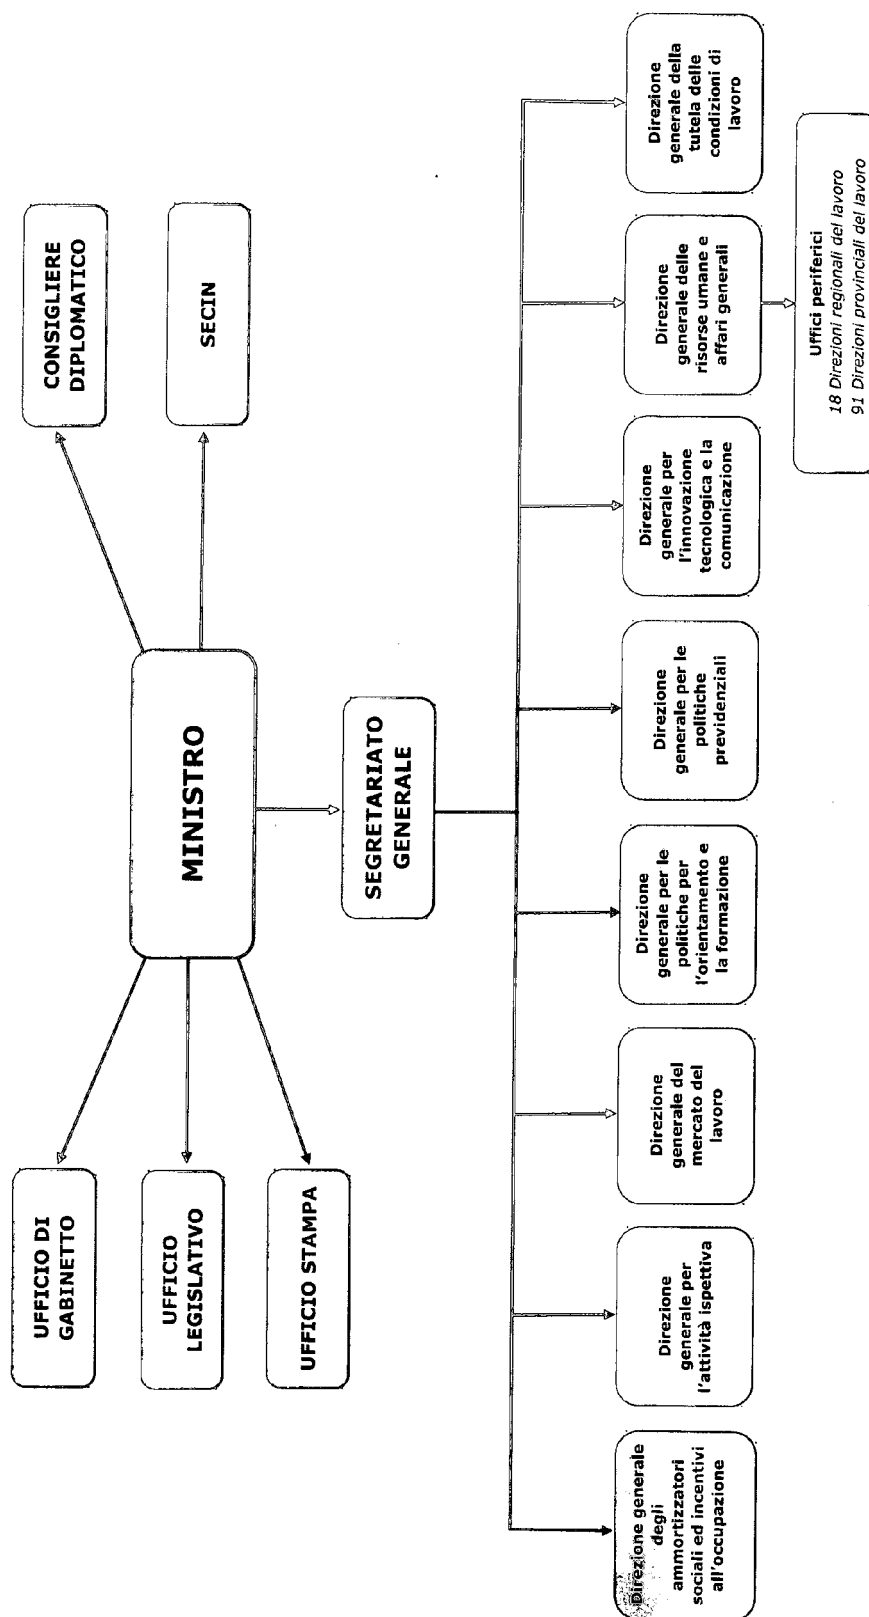 UFFICIO DI
GABINETTO
CONSIGLIERE
DIPLOMATICO
UFFICIO
LEGISLATIVO
MINISTRO
SECIN
UFFICIO STAMPA
SEGRETARIATO
GENERALE
Direzione generale
degli
ammortizzatori
sociali ed incentivi
all'occupazione
Direzione
generale per
l'attività ispettiva
Direzione
generale del
mercato del
lavoro
Direzione
generale per le
politiche per
l'orientamento e
la formazione
Direzione
generale per le
politiche
previdenziali
Direzione
generale per
l'innovazione
tecnologica e la
comunicazione
Direzione
generale delle
risorse umane e
affari generali
Direzione
generale della
tutela delle
condizioni di
lavoro
Uffici periferici
18 Direzioni regionali del lavoro
91 Direzioni provinciali del lavoro